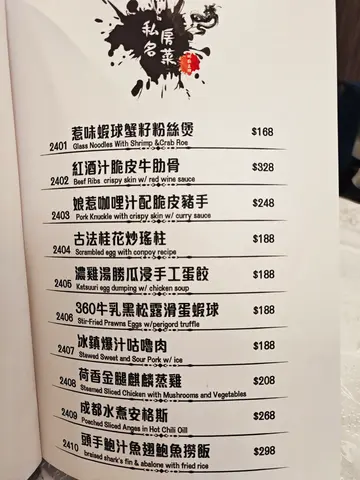 私房
名菜
惹味蝦球蟹籽粉絲煲 $168
2401 Glass Noodles With Shrimp &Crab Roe
紅酒汁脆皮牛肋骨 $328
2402 Beef Ribs crispy skin w/ red wine sauce
娘惹咖哩汁配脆皮豬手 $248
2403 Pork Knuckle with crispy skin w/ curry sauce
古法桂花炒瑤柱 $188
2404 Scrambled egg with conpoy recipe
濃雞湯勝瓜浸手工蛋餃 $188
2405 Katsuuri egg dumping w/ chicken soup
360牛乳黑松露滑蛋蝦球 $188
2406 Stir-Fried Prawns Eggs w/perigord truffle
冰鎮爆汁咕嚕肉 $188
2407 Stewed Sweet and Sour Pork w/ ice
荷香金腿麒麟蒸雞 $208
2408 Steamed Sliced Chicken with Mushrooms and Vegetables
成都水煮安格斯 $268
2409 Poached Sliced Anges in Hot Chili Oill
頭手鮑汁魚翅鮑魚撈飯 $298
2410 braised shark's fin & abalone with fried rice